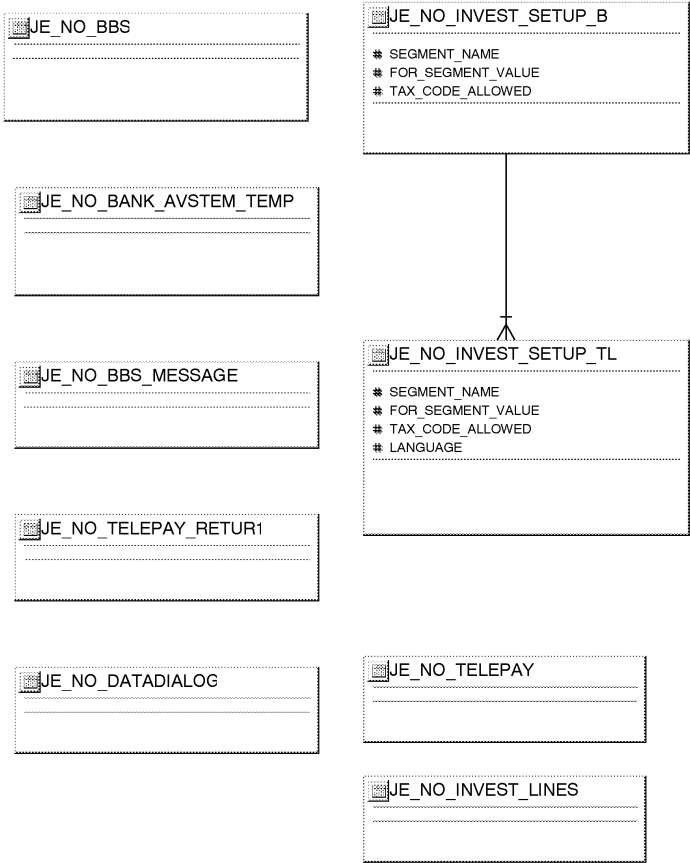 JE_NO_BBS
JE_NO_BANK_AVSTEM_TEMP
JE_NO_BBS_MESSAGE
JE_NO_TELEPAY_RETUR1
JE_NO_DATADIALOG
JE_NO_INVEST_SETUP_B
# SEGMENT_NAME
# FOR_SEGMENT_VALUE
# TAX_CODE_ALLOWED
JE_NO_INVEST_SETUP_TL
# SEGMENT_NAME
# FOR_SEGMENT_VALUE
# TAX_CODE_ALLOWED
# LANGUAGE
JE_NO_TELEPAY
JE_NO_INVEST_LINES